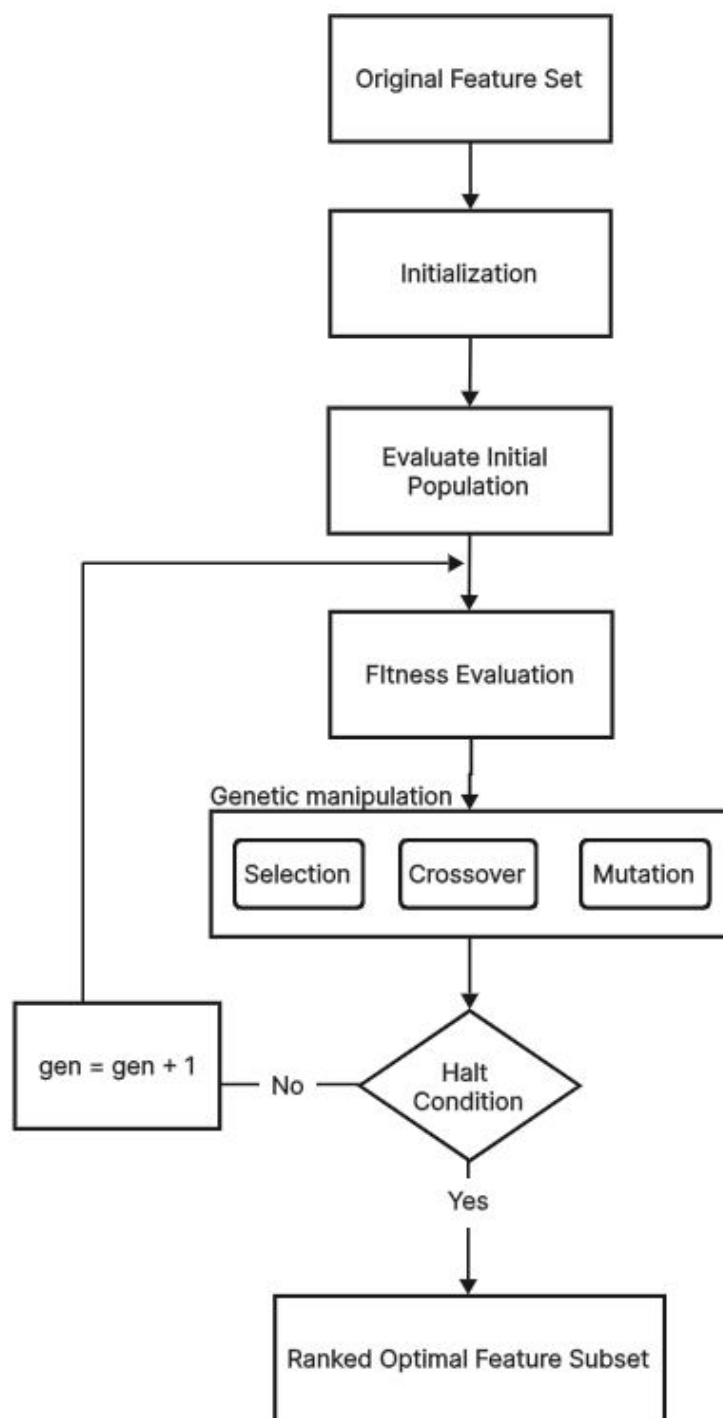 Original Feature Set
Initialization
Evaluate Initial
Population
FItness Evaluation
Genetic manipulation
Selection
Crossover
Mutation
Halt
Condition
No
gen = gen + 1
Yes
Ranked Optimal Feature Subset